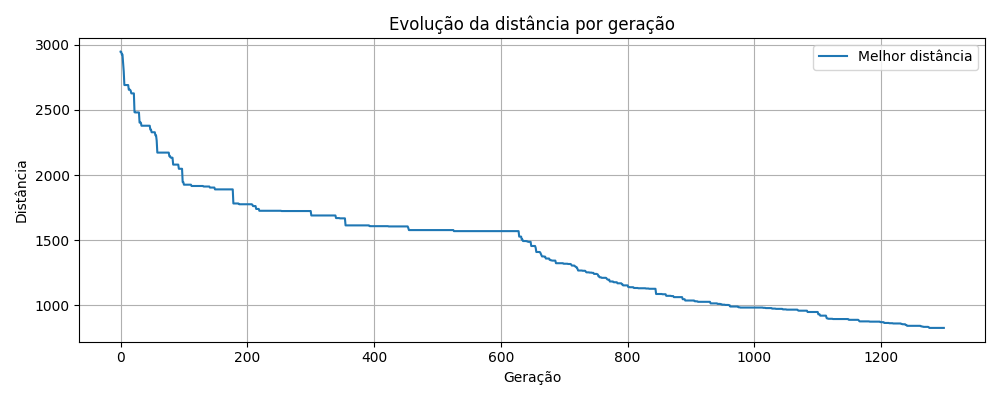 Evolução da distância por geração
Melhor distância
Distância
3000
2500
2000
1500
1000
0 200 400 600 800 1000 1200
Geração